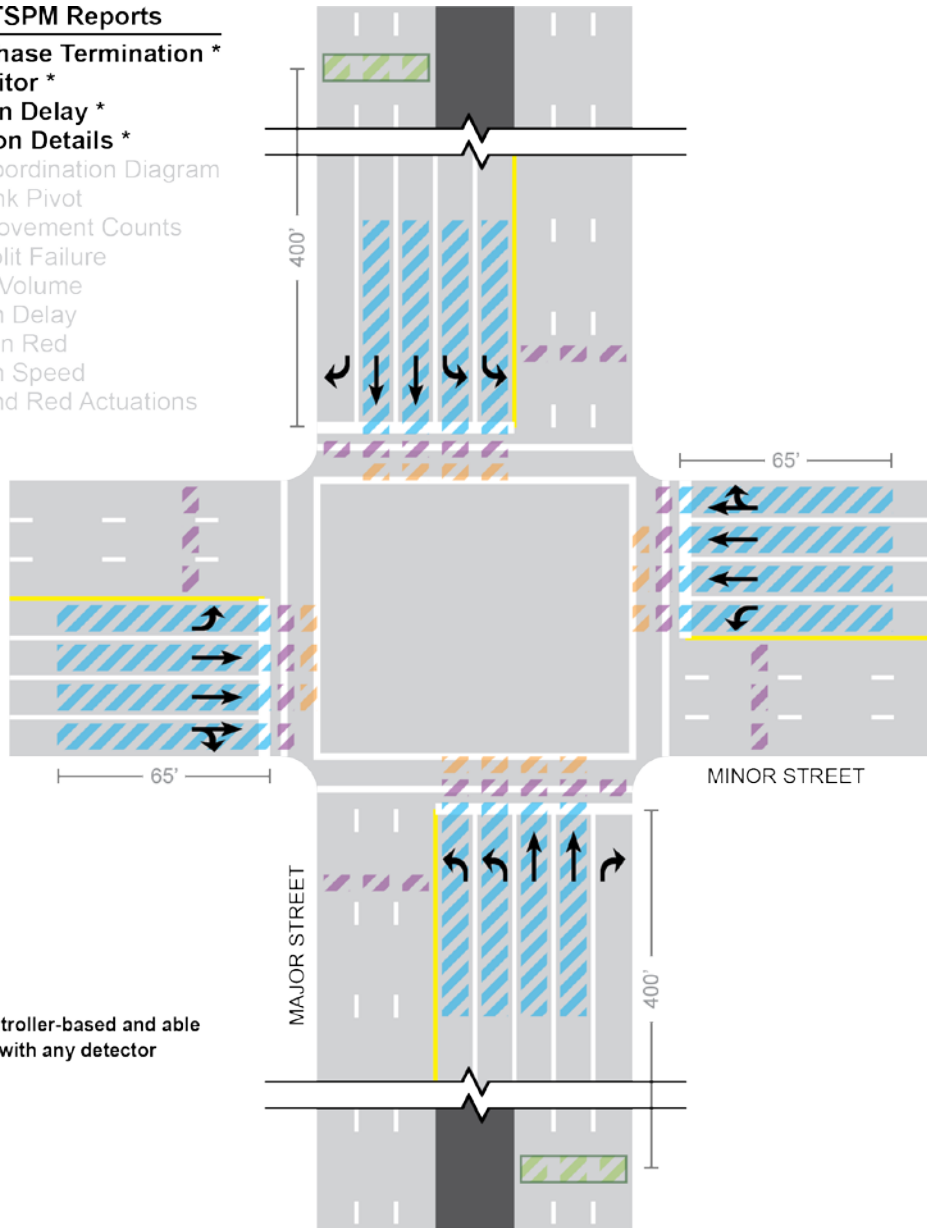 TSPM Reports
hase Termination *
itor *
n Delay *
on Details *
oordination Diagram
nk Pivot
ovement Counts
plit Failure
Volume
n Delay
n Red
n Speed
nd Red Actuations
400'
65'
65'
MINOR STREET
MAJOR STREET
400'
troller-based and able
with any detector